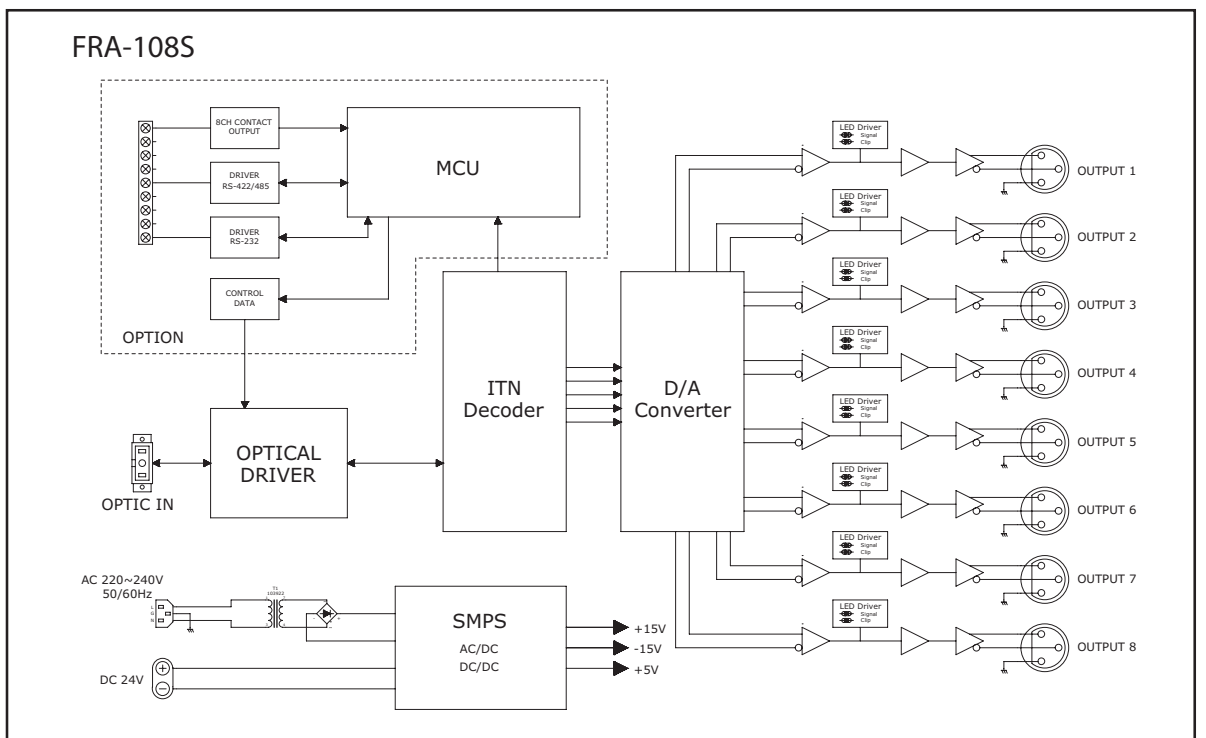 FRA-108S
8CH CONTACT
OUTPUT
DRIVER
RS-422/485
DRIVER
RS-232
CONTROL
DATA
MCU
OPTION
OPTICAL
DRIVER
OPTIC IN
ITN
Decoder
D/A
Converter
LED Driver
Signal
Clip
OUTPUT 1
LED Driver
Signal
Clip
OUTPUT 2
LED Driver
Signal
Clip
OUTPUT 3
LED Driver
Signal
Clip
OUTPUT 4
LED Driver
Signal
Clip
OUTPUT 5
LED Driver
Signal
Clip
OUTPUT 6
LED Driver
Signal
Clip
OUTPUT 7
LED Driver
Signal
Clip
OUTPUT 8
AC 220~240V
50/60Hz
L
G
N
T1
DC 24V
+
-
SMPS
AC/DC
DC/DC
+15V
-15V
+5V